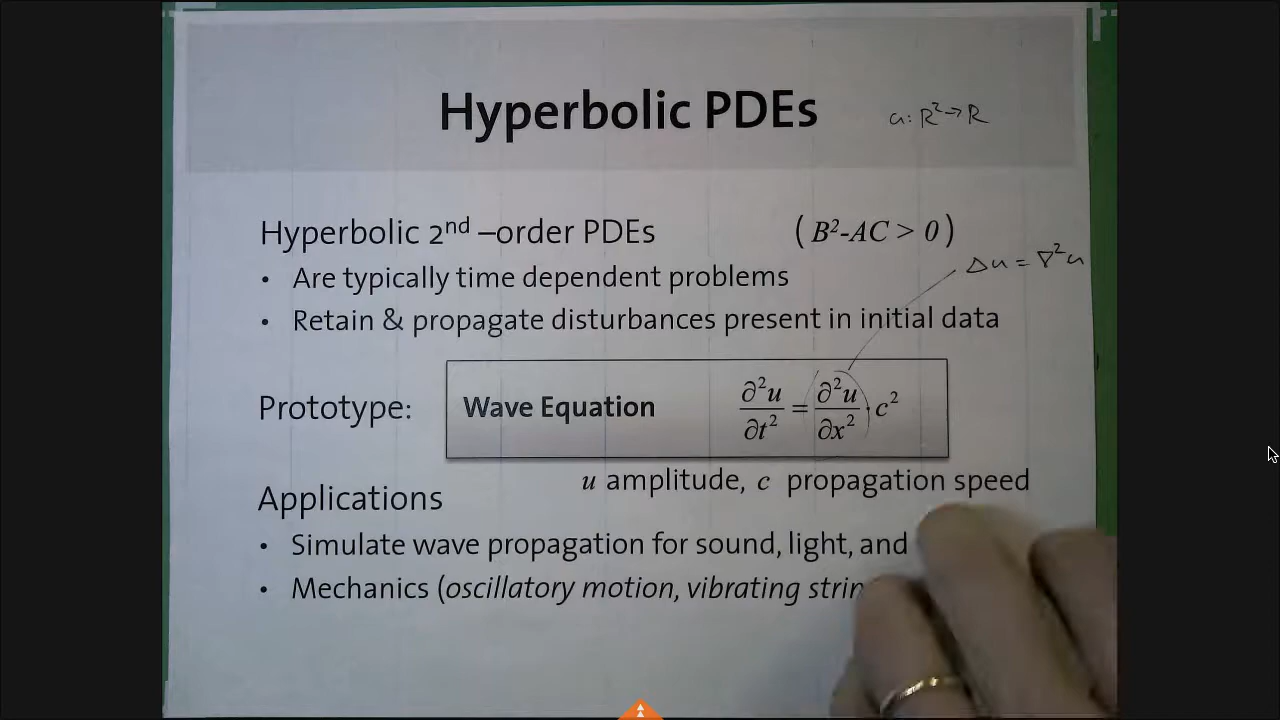 Hyperbolic PDEs
u: R² → R
Hyperbolic 2nd –order PDEs ( B²-AC > 0 )
Δu = ∇²u
• Are typically time dependent problems
• Retain & propagate disturbances present in initial data
Prototype: Wave Equation ∂²u/∂t² = ∂²u/∂x² · c²
u amplitude, c propagation speed
Applications
• Simulate wave propagation for sound, light, and
• Mechanics (oscillatory motion, vibrating strin